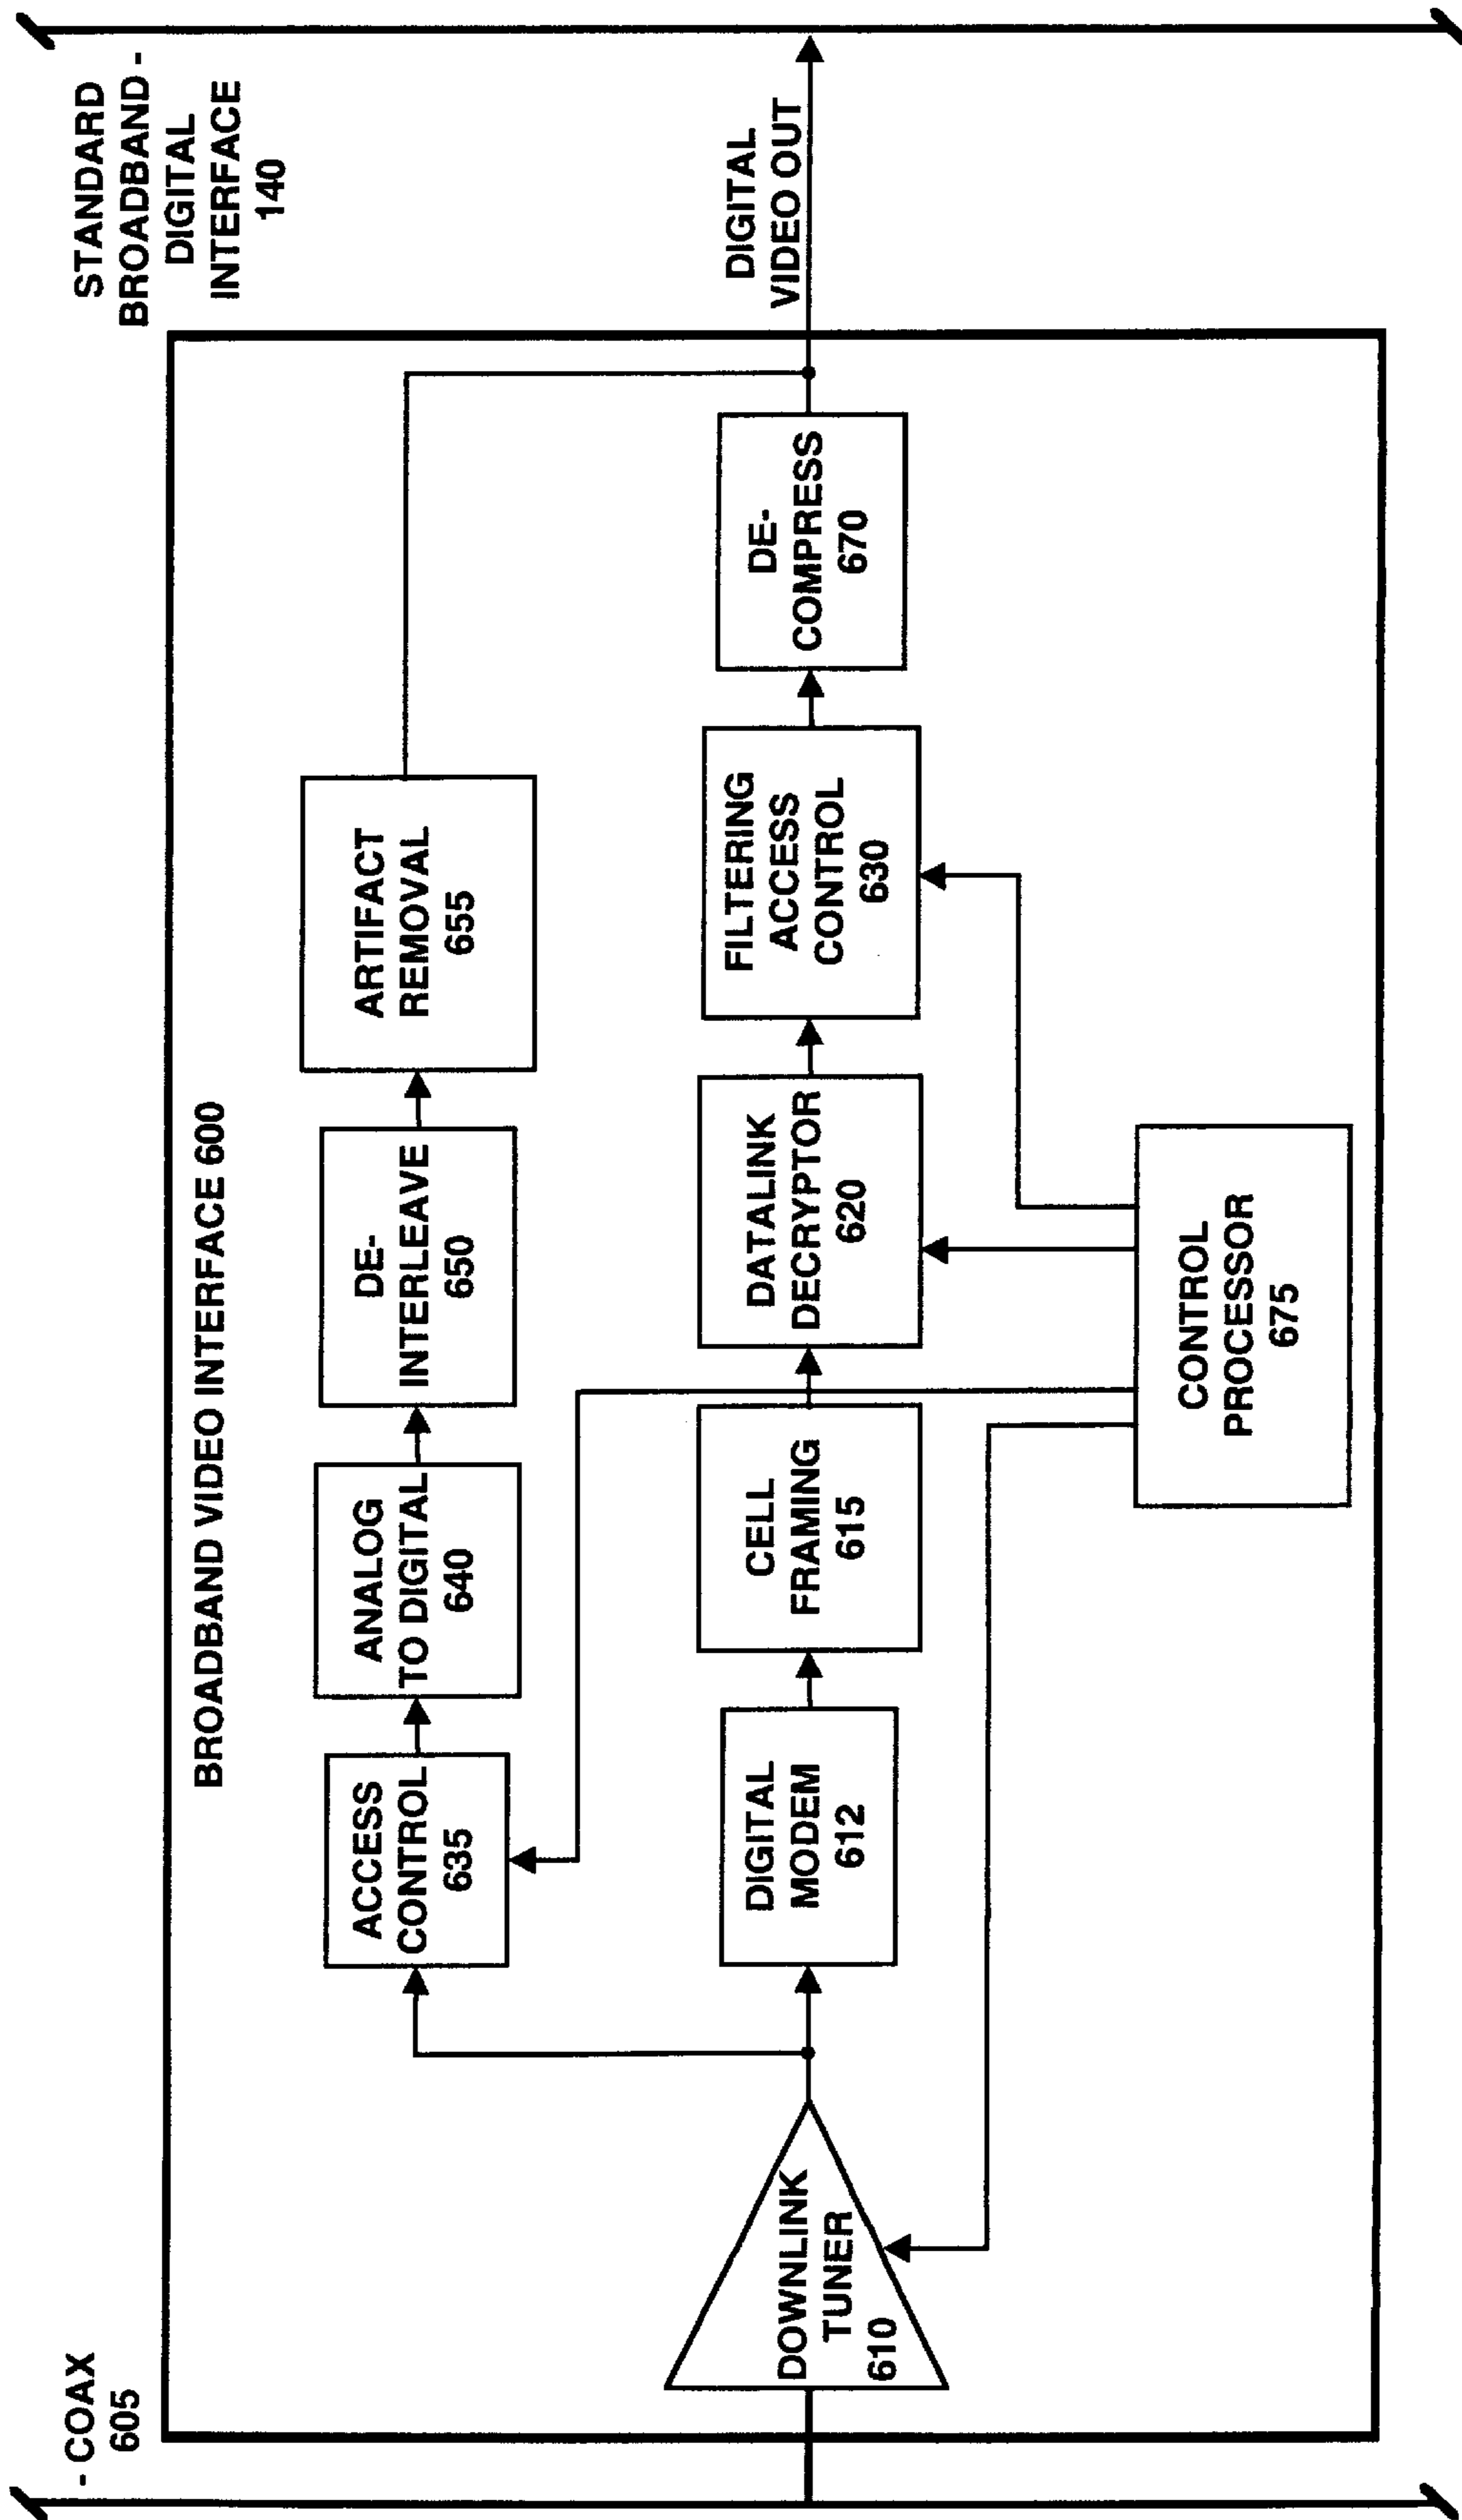 - COAX
605
STANDARD
BROADBAND -
DIGITAL
INTERFACE
140
BROADBAND VIDEO INTERFACE 600
ACCESS
CONTROL
635
ANALOG
TO DIGITAL
640
DE-
INTERLEAVE
650
ARTIFACT
REMOVAL
655
DOWNLINK
TUNER
610
DIGITAL
MODEM
612
CELL
FRAMING
615
DATALINK
DECRYPTOR
620
FILTERING
ACCESS
CONTROL
630
DE-
COMPRESS
670
DIGITAL
VIDEO OUT
CONTROL
PROCESSOR
675